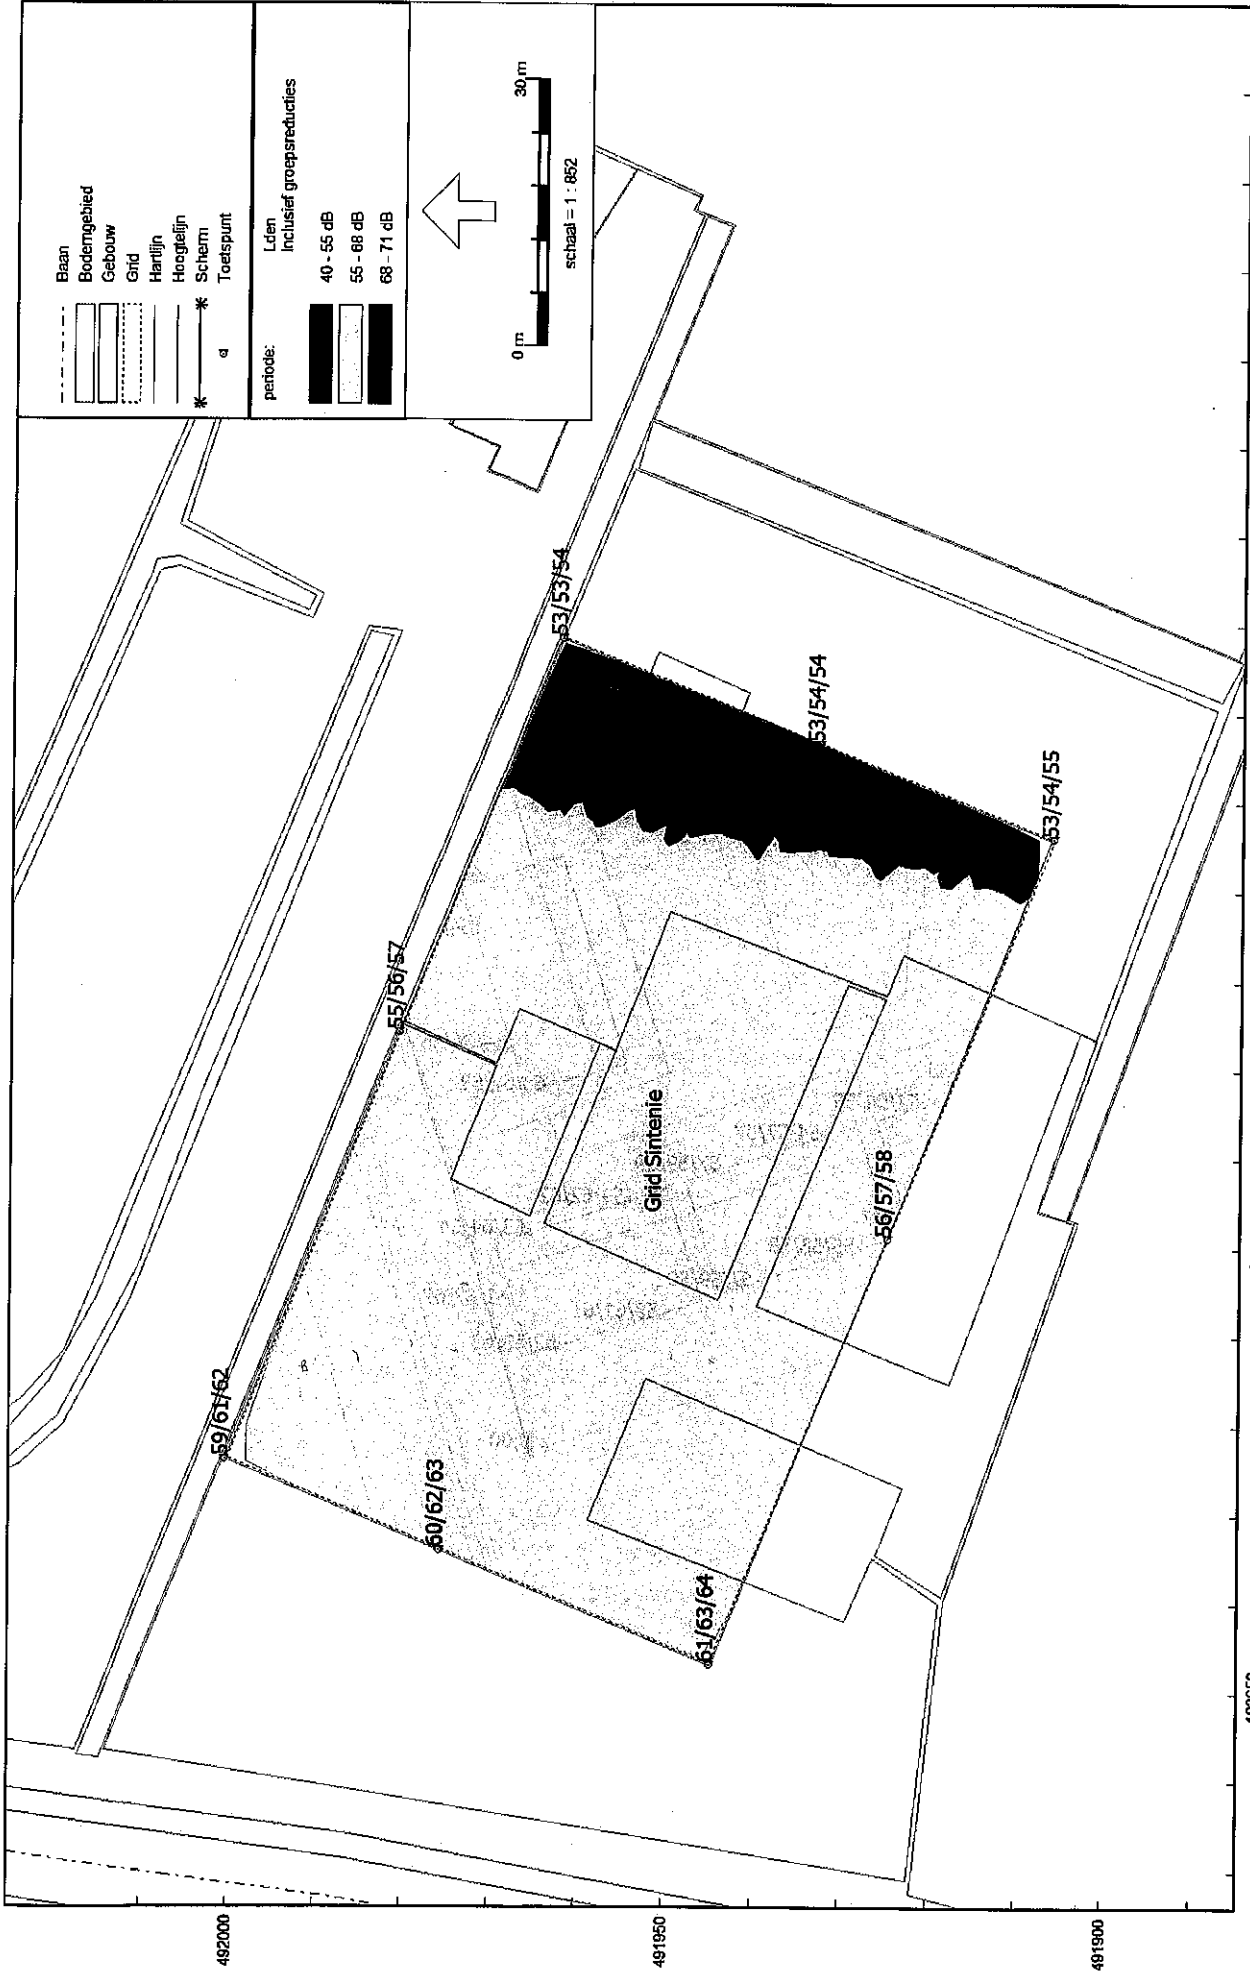 Baan
Bodemgebied
Gebouw
Grid
Hartlijn
Hoogtelijn
Scherm
Toetspunt
periode:
Lden
Inclusief groepsreducties
40 - 55 dB
55 - 68 dB
68 - 71 dB
0 m
30 m
schaal = 1 : 852
59/61/62
55/56/57
53/53/54
60/62/63
53/54/54
61/63/64
56/57/58
53/54/55
Grid Sintenie
492000
491950
491900